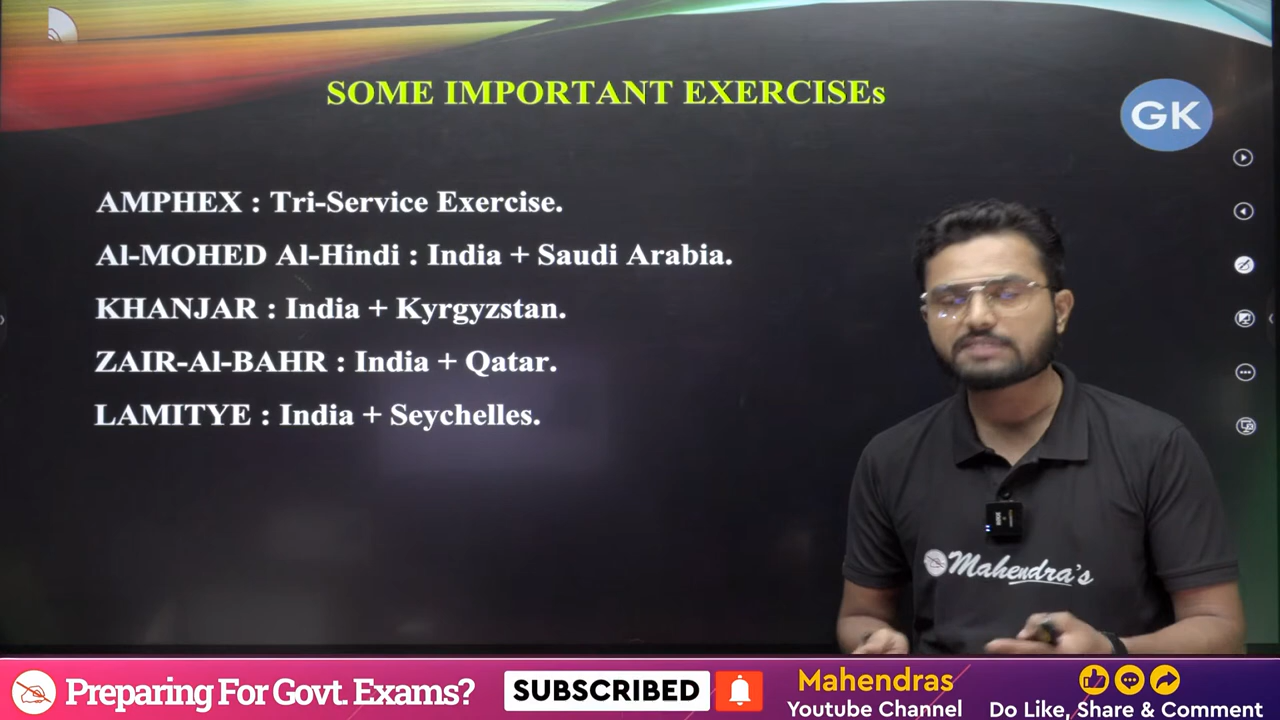 SOME IMPORTANT EXERCISEs
GK
AMPHEX : Tri-Service Exercise.
Al-MOHED Al-Hindi : India + Saudi Arabia.
KHANJAR : India + Kyrgyzstan.
ZAIR-Al-BAHR : India + Qatar.
LAMITYE : India + Seychelles.
Mahendra's
Preparing For Govt. Exams?
SUBSCRIBED
Mahendras
Youtube Channel
Do Like, Share & Comment